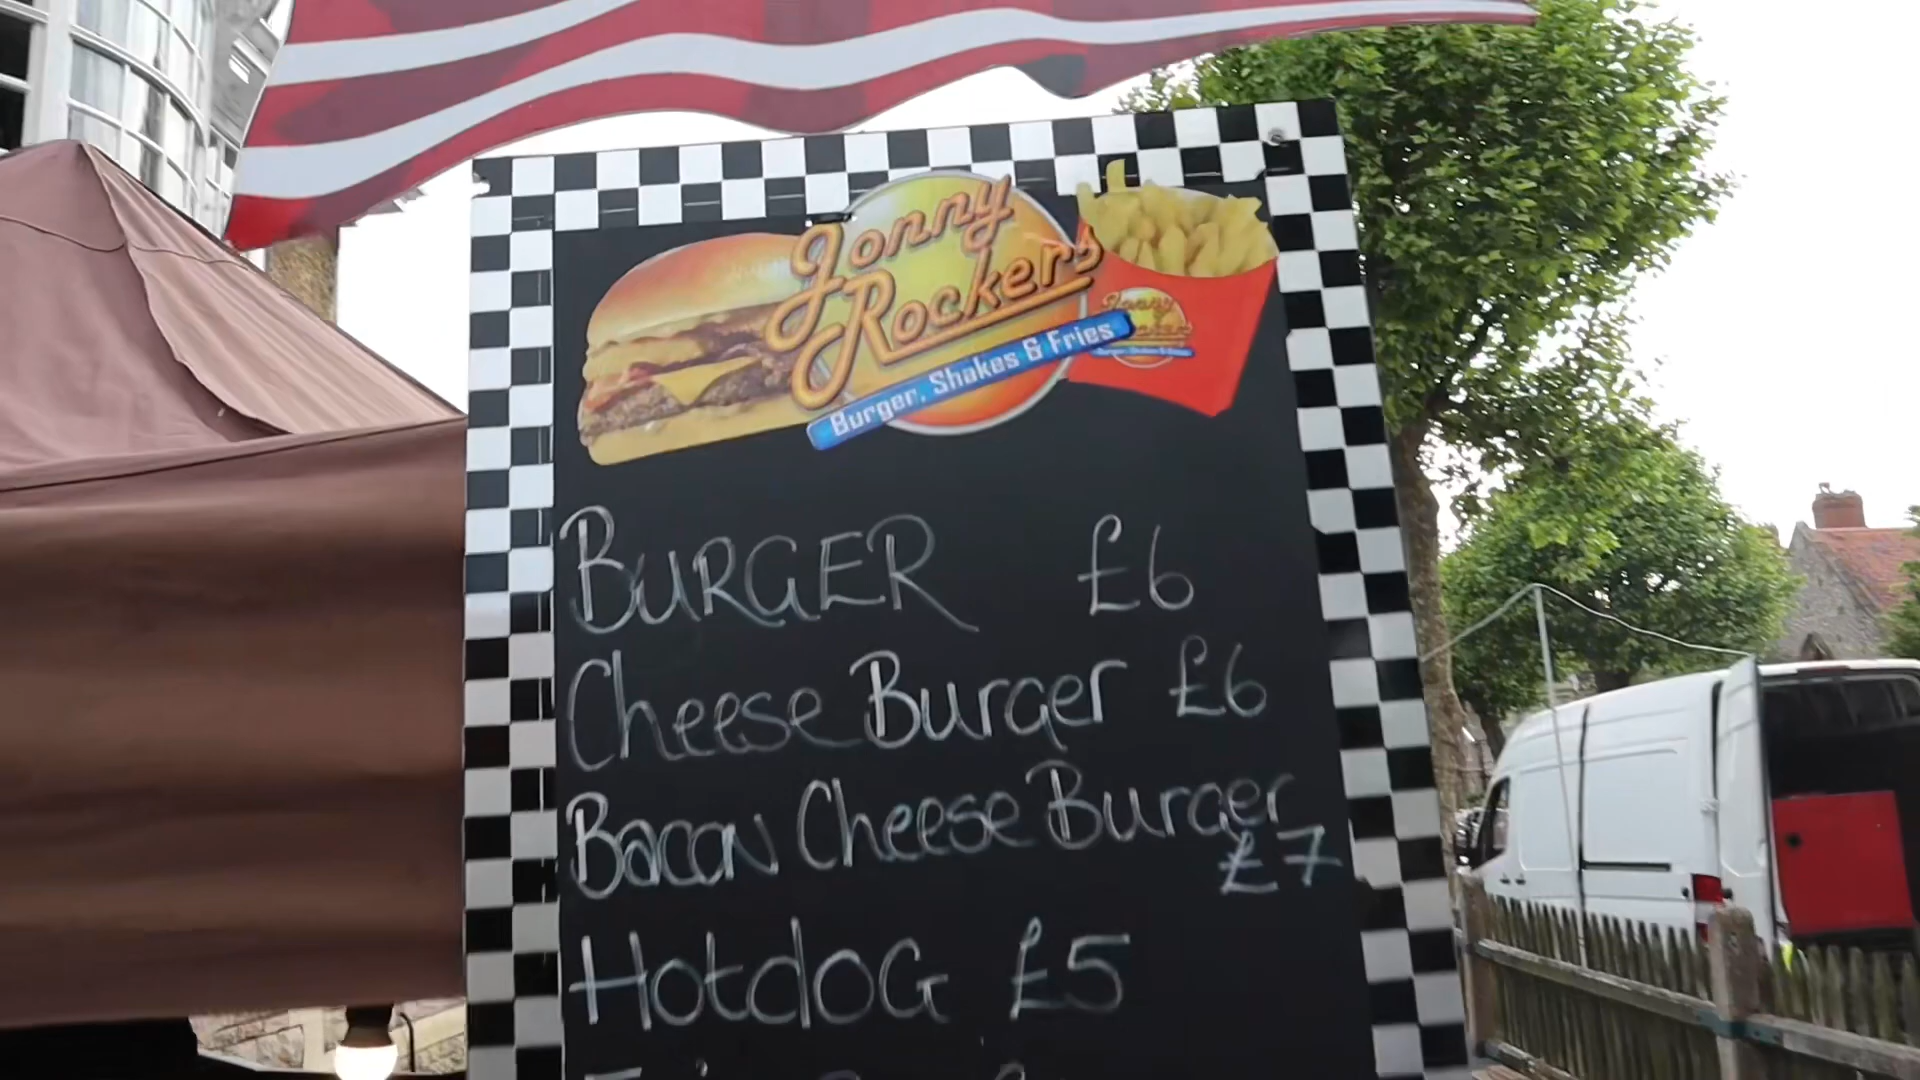 Jonny
Rockers
Burger, Shakes & Fries
BURGER £6
Cheese Burger £6
Bacon Cheese Burger
£7
HotdoG £5